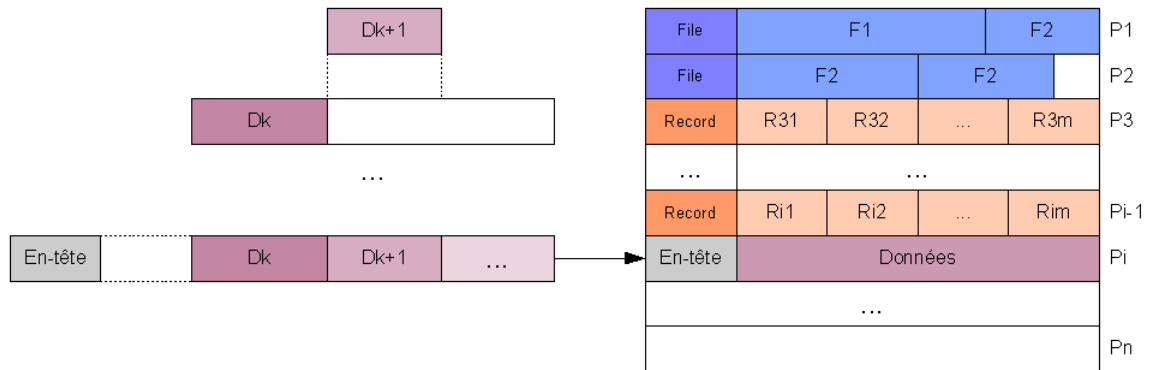 Dk+1
File F1 F2 P1
File F2 F2 P2
Dk
Record R31 R32 ... R3m P3
...
... ...
Record Ri1 Ri2 ... Rim Pi-1
En-tête Dk Dk+1 ...
En-tête Données Pi
...
Pn